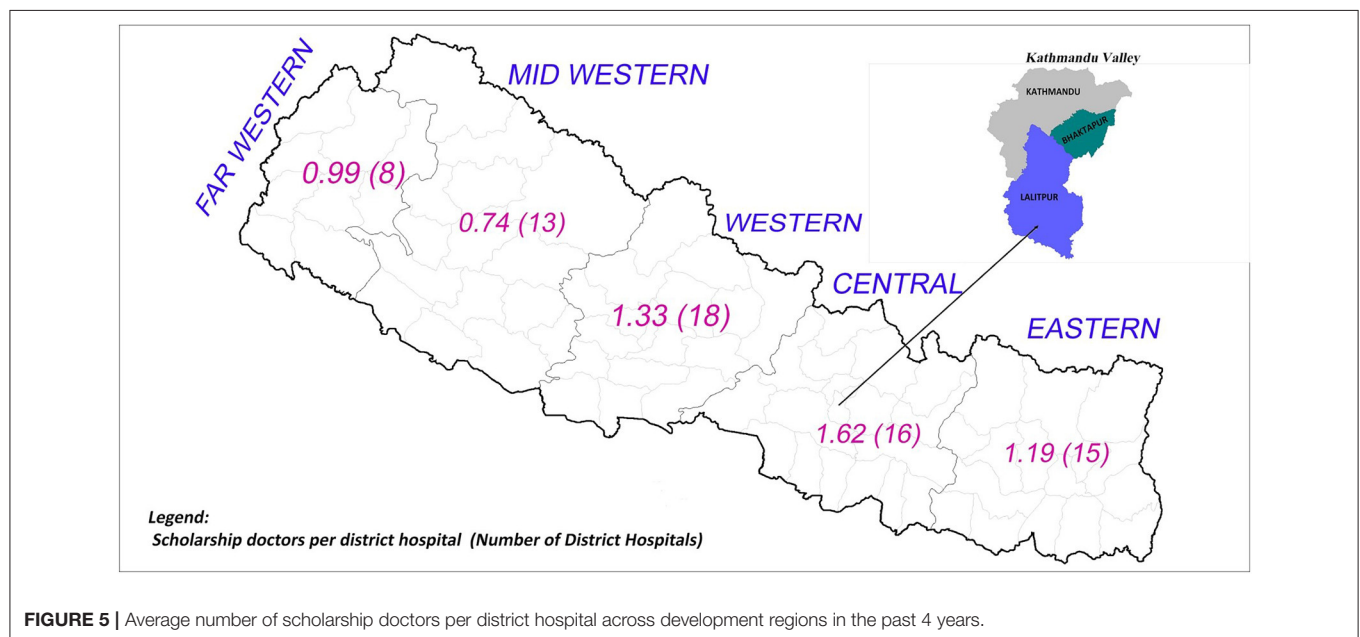 Kathmandu Valley
KATHMANDU
BHAKTAPUR
LALITPUR
FAR WESTERN
MID WESTERN
WESTERN
CENTRAL
EASTERN
0.99 (8)
0.74 (13)
1.33 (18)
1.62 (16)
1.19 (15)
Legend:
Scholarship doctors per district hospital (Number of District Hospitals)
FIGURE 5 | Average number of scholarship doctors per district hospital across development regions in the past 4 years.